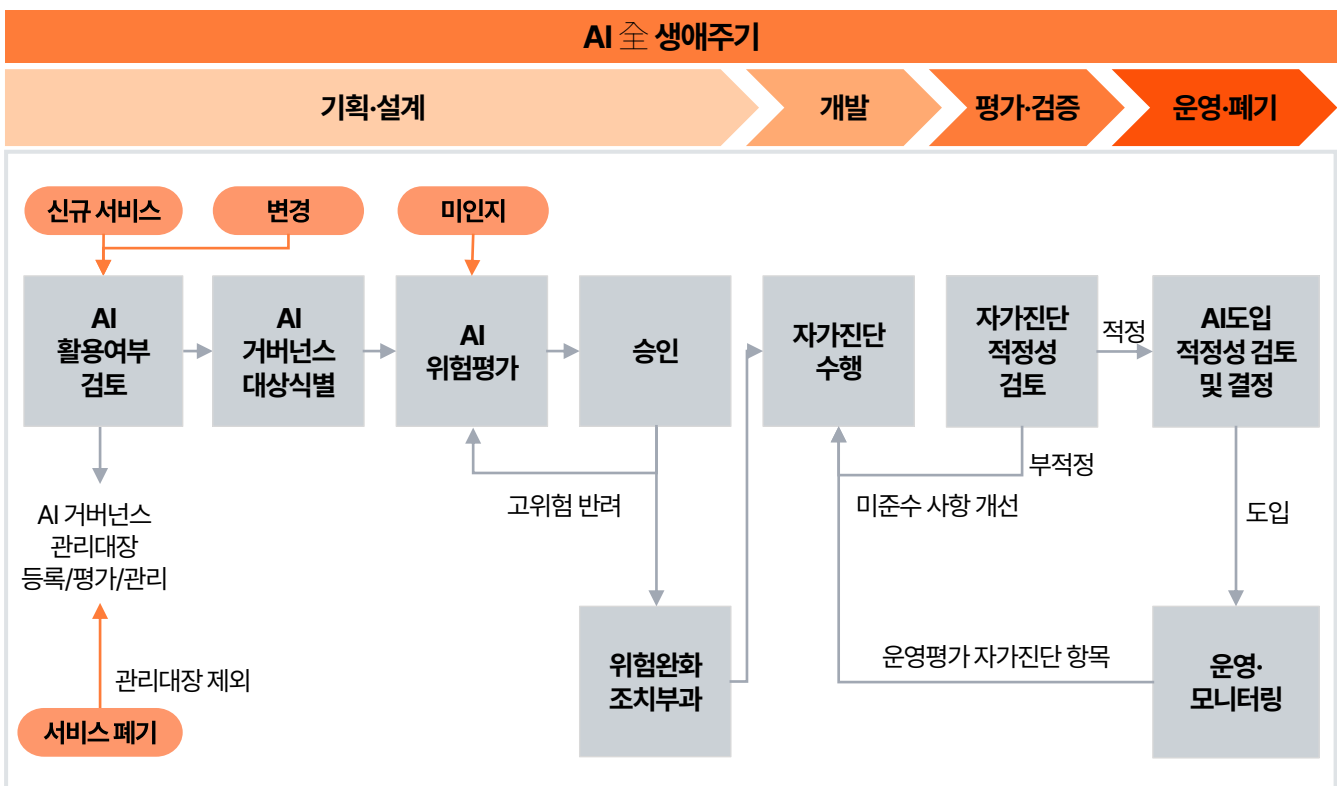 AI 全 생애주기
기획·설계
개발
평가·검증
운영·폐기
신규 서비스
변경
미인지
AI
활용여부
검토
AI
거버넌스
대상식별
AI
위험평가
승인
자가진단
수행
자가진단
적정성
검토
적정
AI도입
적정성 검토
및 결정
부적정
고위험 반려
미준수 사항 개선
도입
AI 거버넌스
관리대장
등록/평가/관리
관리대장 제외
서비스 폐기
위험완화
조치부과
운영평가 자가진단 항목
운영·
모니터링